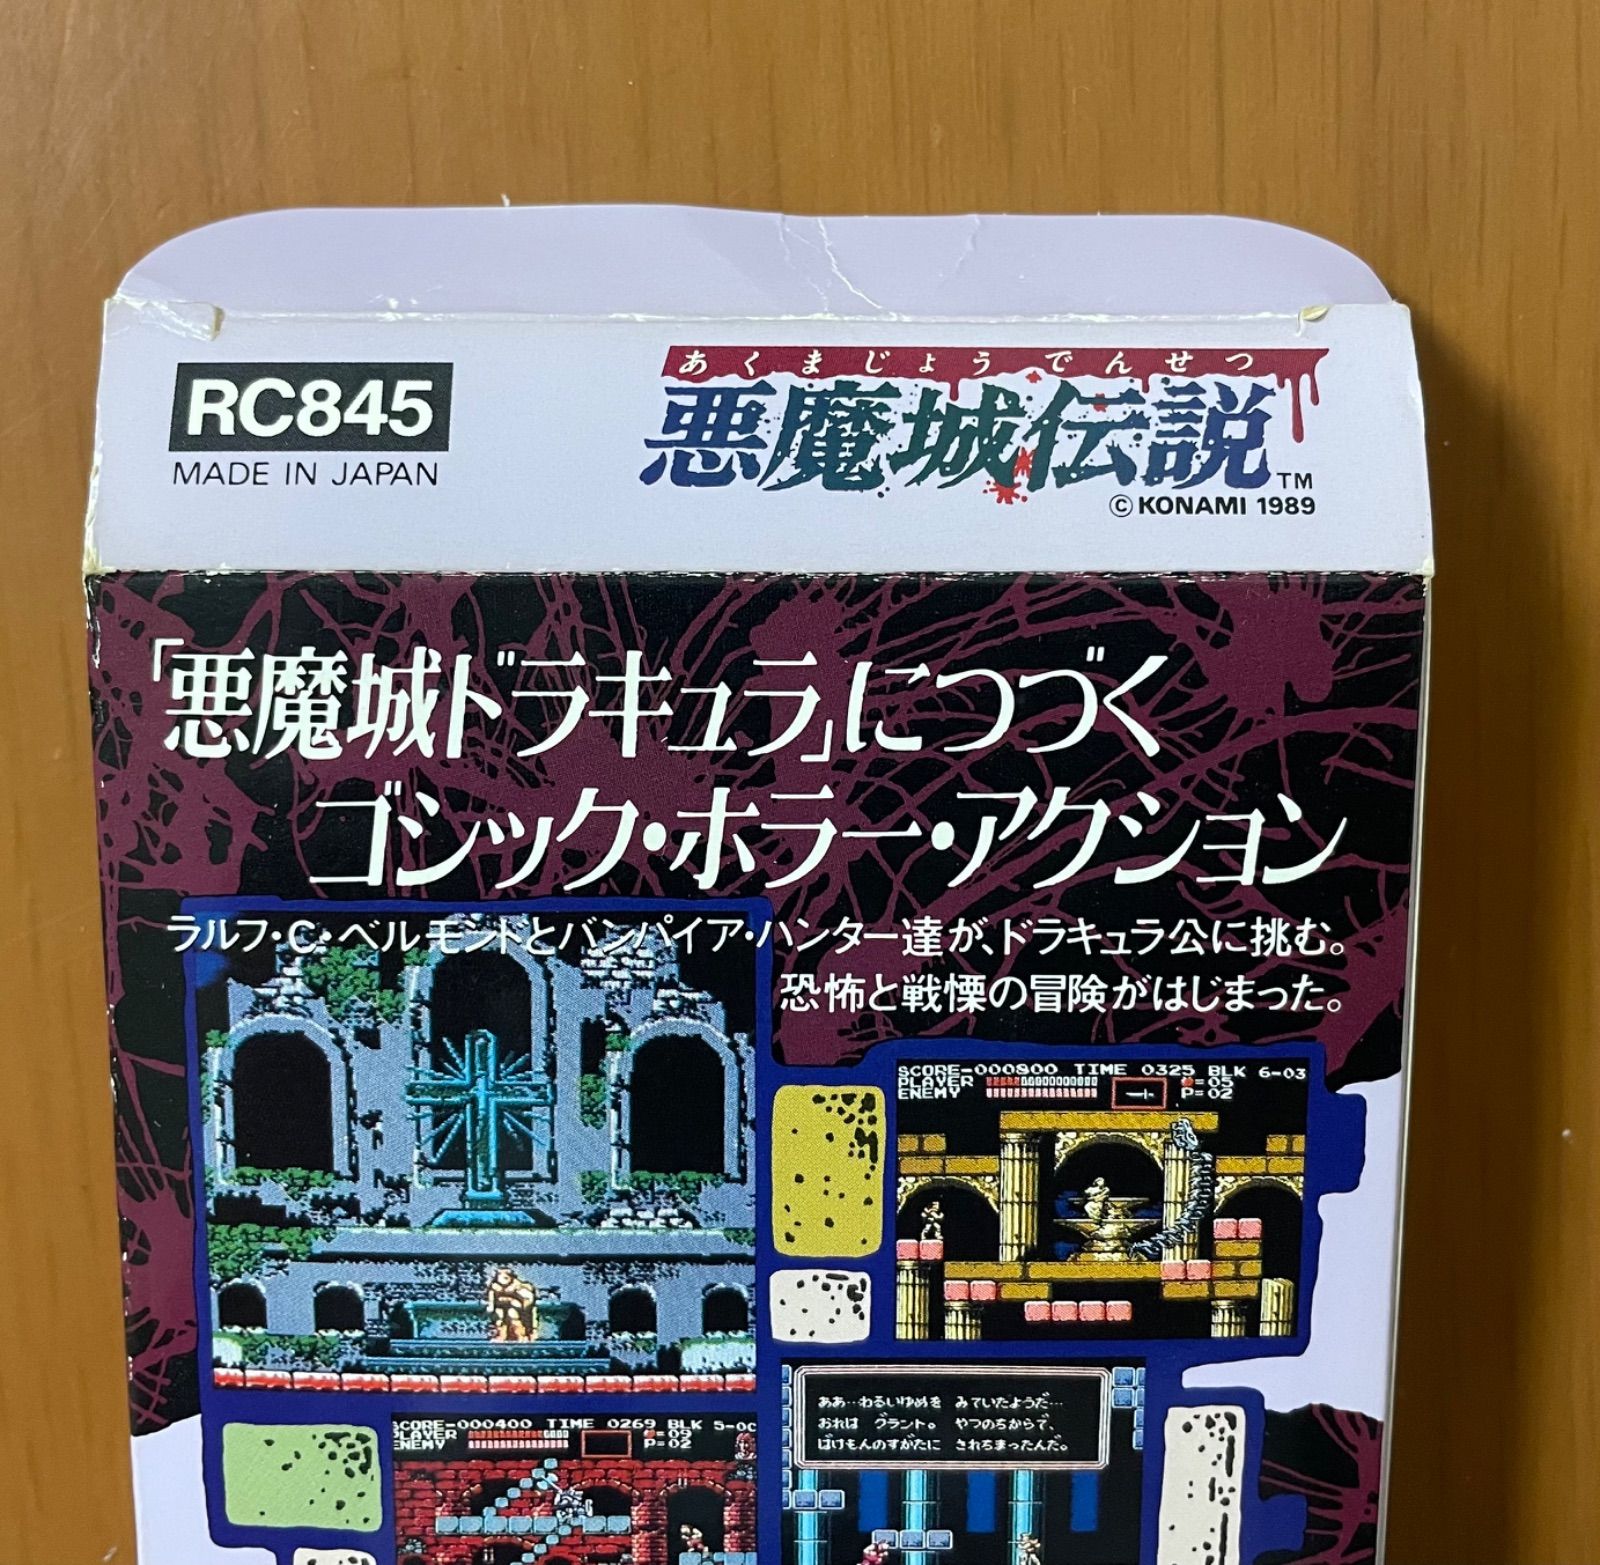 RC845
MADE IN JAPAN
あくまじょうでんせつ
悪魔城伝説TM
©KONAMI 1989
「悪魔城ドラキュラ」につづく
ゴシック・ホラー・アクション
ラルフ・C・ベルモンドとバンパイア・ハンター達が、ドラキュラ公に挑む。
恐怖と戦慄の冒険がはじまった。
SCORE-000800 TIME 0325 BLK 6-03
PLAYER =05
ENEMY P=02
SCORE-000400 TIME 0269 BLK 5-0
PLAYER =09
ENEMY P=02
ああ…わるいゆめを みていたようだ…
おれは グラント。 やつのちからで、
ばけもんのすがたに されちまったんだ。